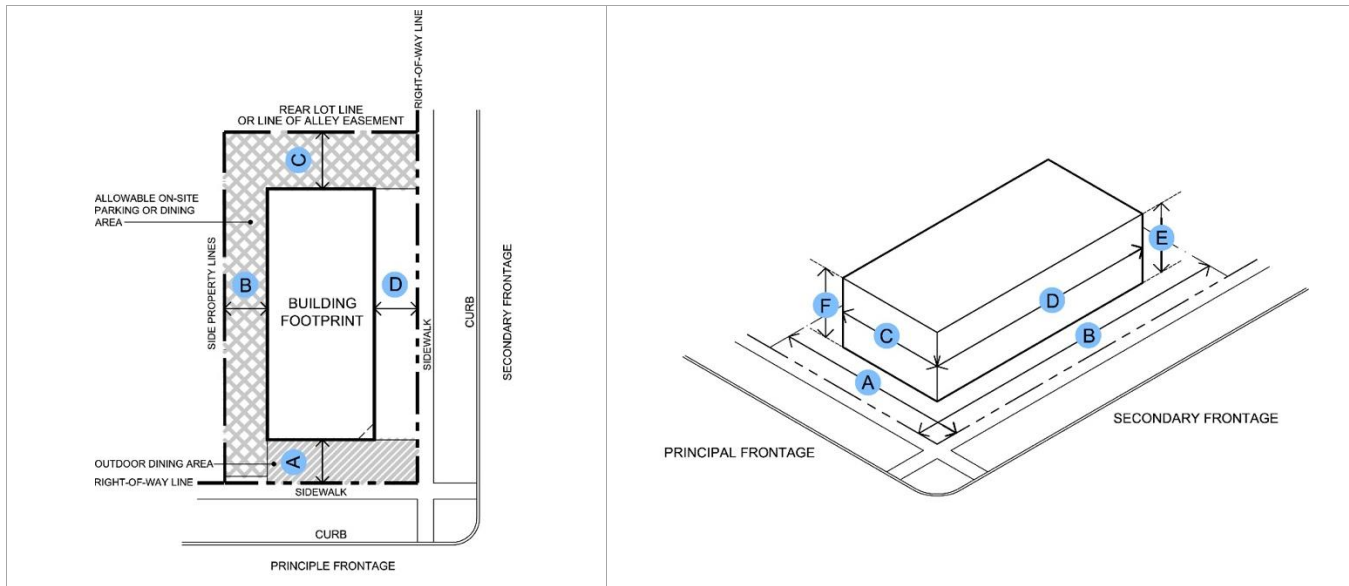 RIGHT-OF-WAY LINE
REAR LOT LINE
OR LINE OF ALLEY EASEMENT
C
ALLOWABLE ON-SITE
PARKING OR DINING
AREA
SIDE PROPERTY LINES
B
BUILDING
FOOTPRINT
D
SIDEWALK
CURB
SECONDARY FRONTAGE
OUTDOOR DINING AREA
A
RIGHT-OF-WAY LINE
SIDEWALK
CURB
PRINCIPLE FRONTAGE
E
F
D
C
B
A
SECONDARY FRONTAGE
PRINCIPAL FRONTAGE